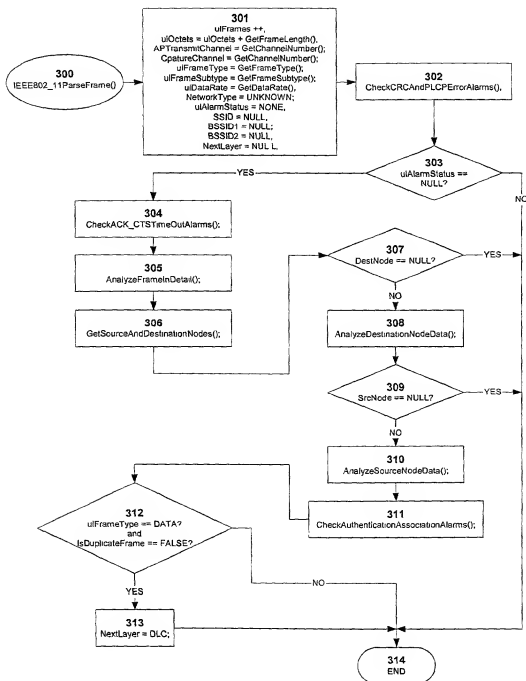 300
IEEE802_11ParseFrame()
301
ulFrames ++,
ulOctets = ulOctets + GetFrameLength(),
APTransmitChannel = GetChannelNumber();
CpatureChannel = GetChannelNumber();
ulFrameType = GetFrameType();
ulFrameSubtype = GetFrameSubtype();
ulDataRate = GetDataRate(),
NetworkType = UNKNOWN;
ulAlarmStatus = NONE,
SSID = NULL,
BSSID1 = NULL;
BSSID2 = NULL,
NextLayer = NULL,
302
CheckCRCAndPLCPErrorAlarms(),
303
ulAlarmStatus ==
NULL?
YES
NO
304
CheckACK_CTSTimeOutAlarms();
305
AnalyzeFrameInDetail();
306
GetSourceAndDestinationNodes();
307
DestNode == NULL?
YES
NO
308
AnalyzeDestinationNodeData();
309
SrcNode == NULL?
YES
NO
310
AnalyzeSourceNodeData();
311
CheckAuthenticationAssociationAlarms();
312
ulFrameType == DATA?
and
IsDuplicateFrame == FALSE?
NO
YES
313
NextLayer = DLC;
314
END